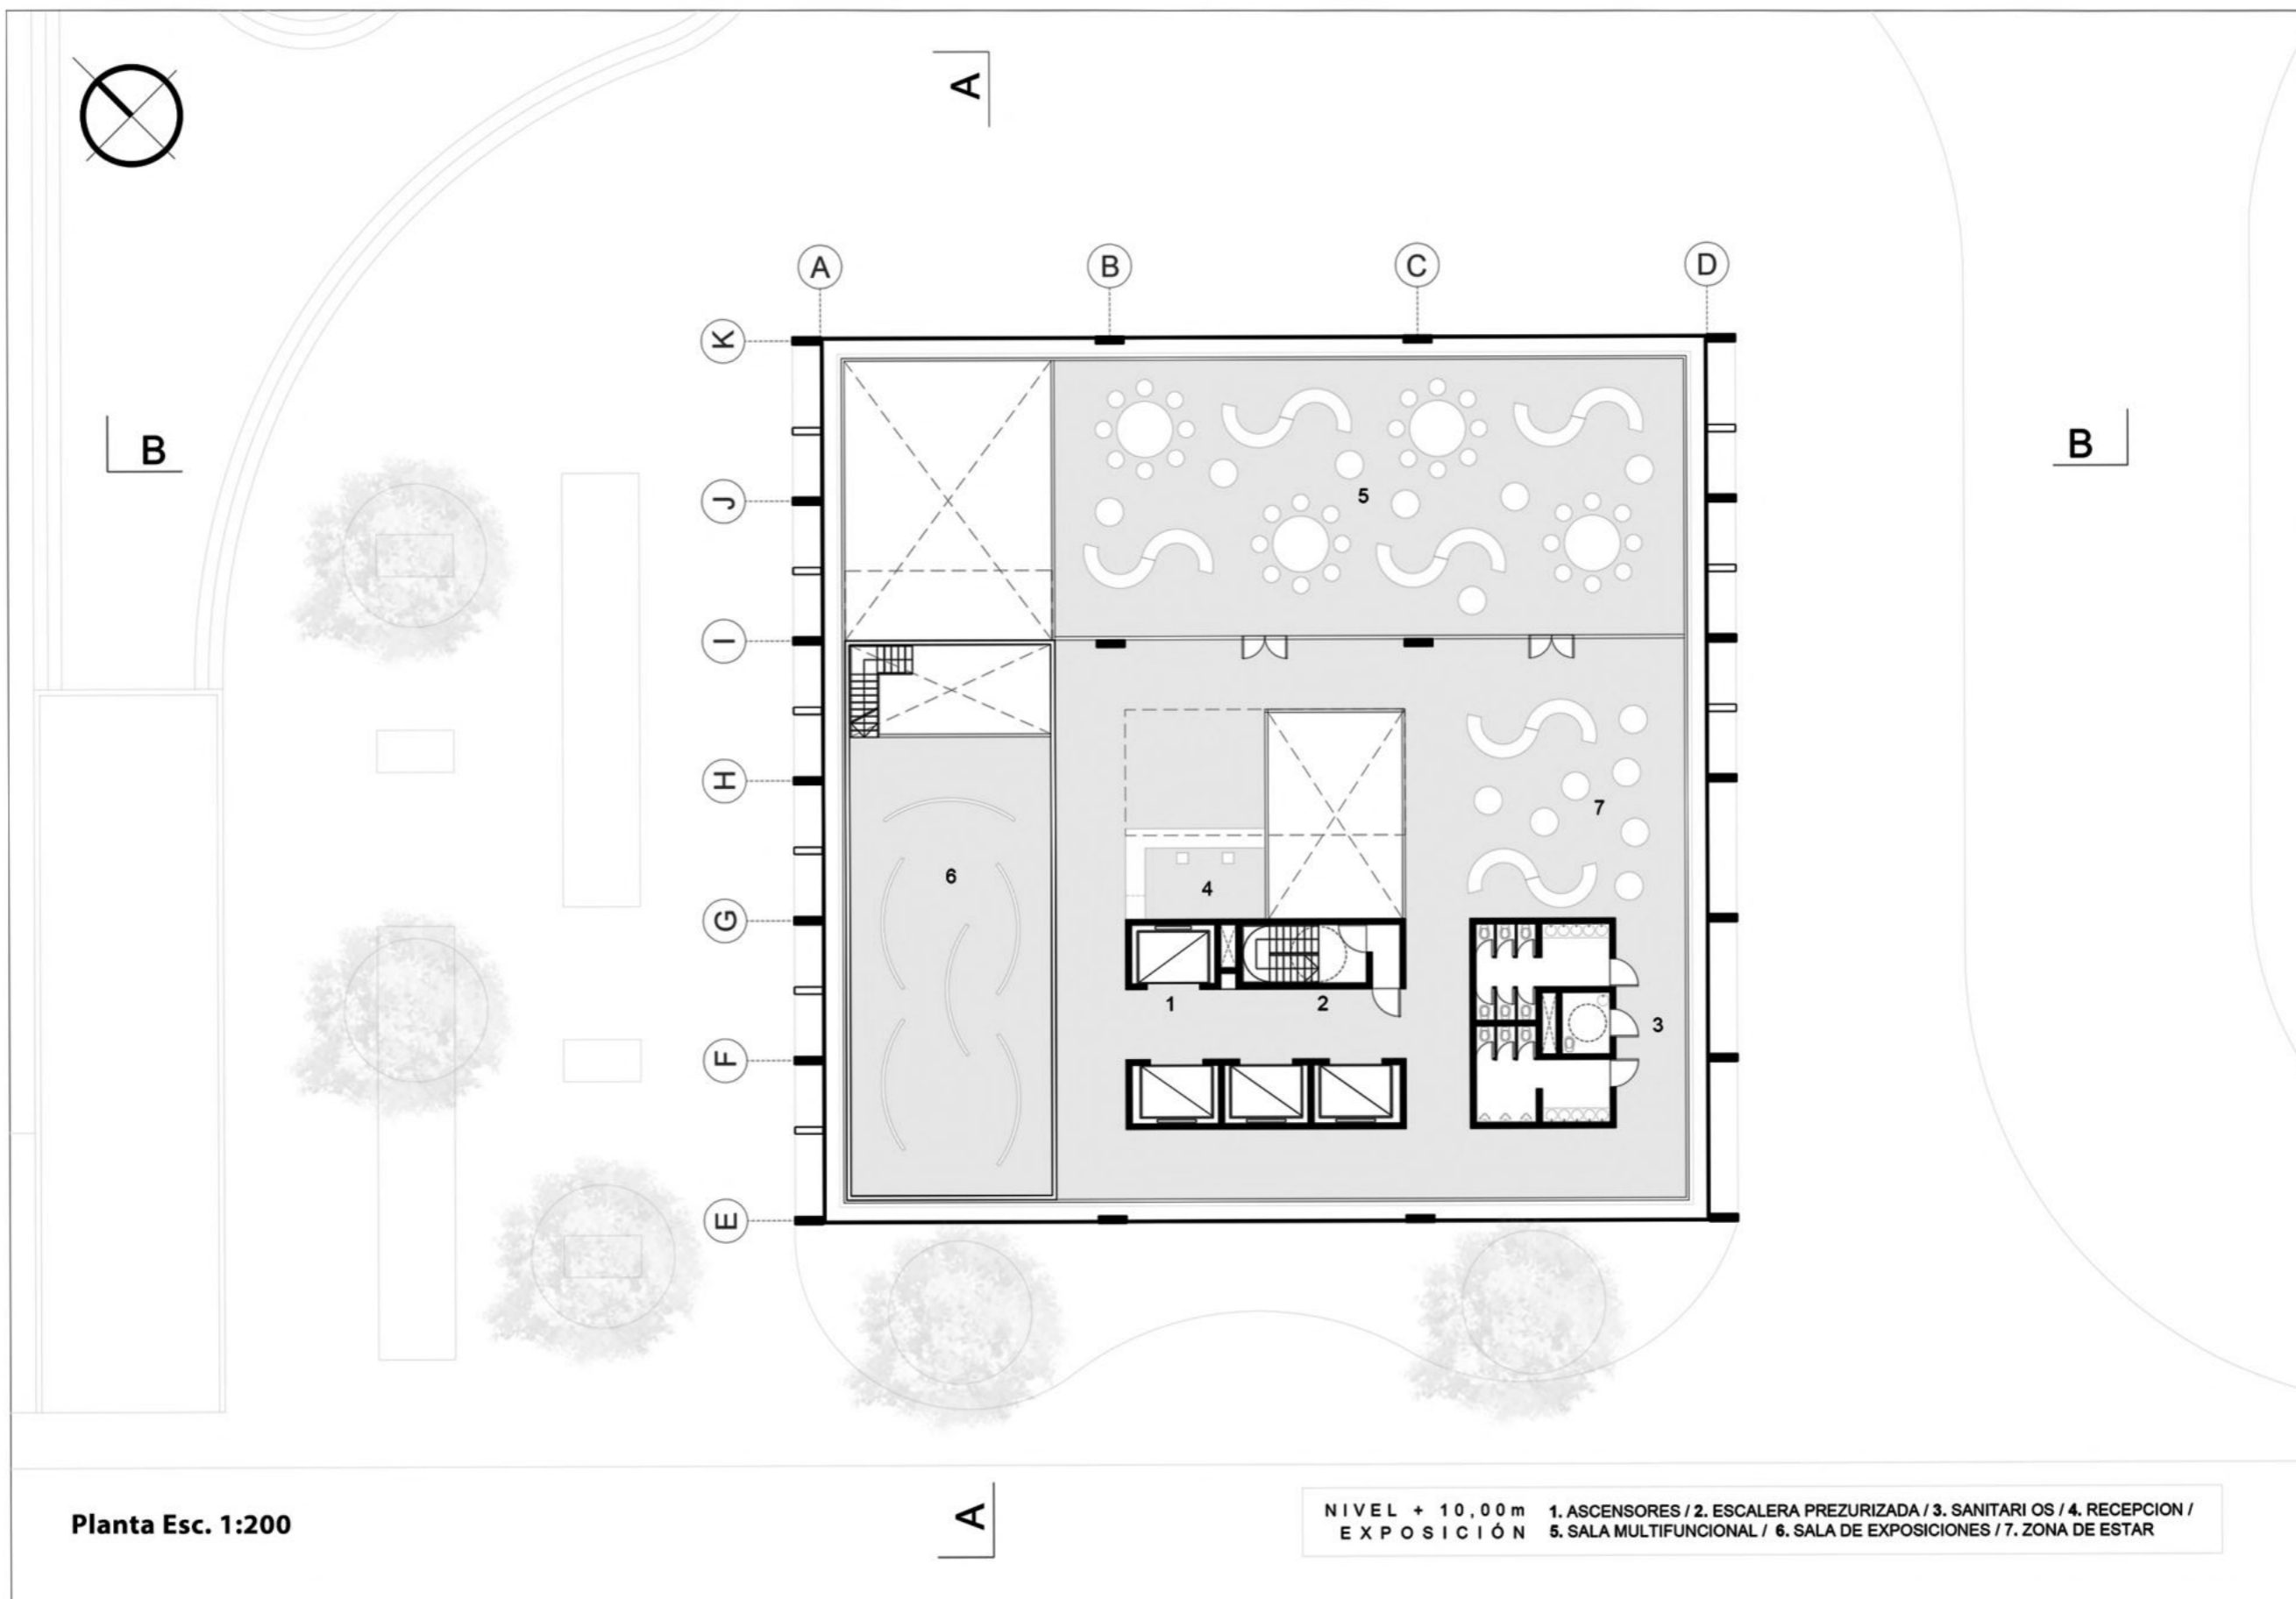 A
A B C D
K
B B
J
5
I
H
7
6
4
G
1 2
3
F
E
A
Planta Esc. 1:200
NIVEL + 10,00m 1. ASCENSORES / 2. ESCALERA PREZURIZADA / 3. SANITARI OS / 4. RECEPCION /
EXPOSICIÓN 5. SALA MULTIFUNCIONAL / 6. SALA DE EXPOSICIONES / 7. ZONA DE ESTAR